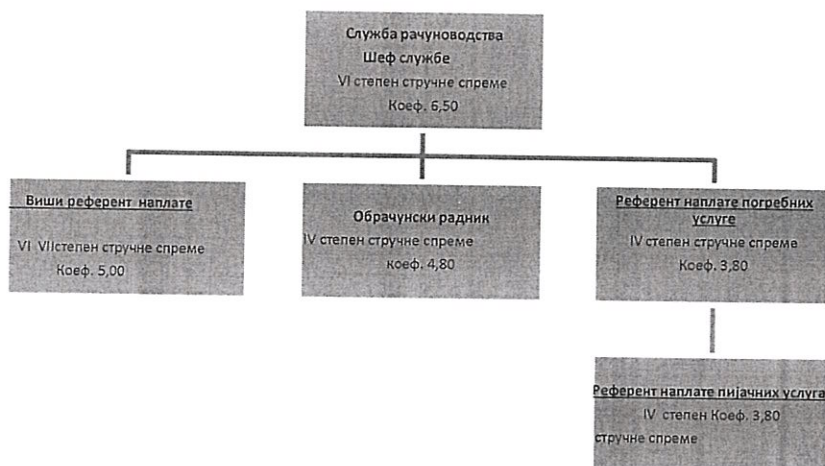 Служба рачуноводства
Шеф службе
VI степен стручне спреме
Коеф. 6,50
Виши референт наплате
VI VIIстепен стручне спреме
Коеф. 5,00
Обрачунски радник
IV степен стручне спреме
коеф. 4,80
Референт наплате погребних
услуге
IV степен стручне спреме
Коеф. 3,80
Референт наплате пијачних услуга
IV степен Коеф. 3,80
стручне спреме